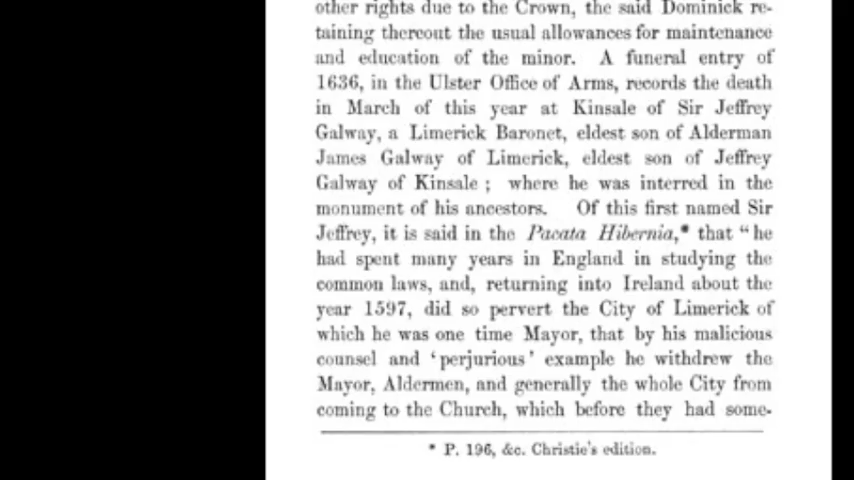 other rights due to the Crown, the said Dominick re-
taining thereout the usual allowances for maintenance
and education of the minor. A funeral entry of
1636, in the Ulster Office of Arms, records the death
in March of this year at Kinsale of Sir Jeffrey
Galway, a Limerick Baronet, eldest son of Alderman
James Galway of Limerick, eldest son of Jeffrey
Galway of Kinsale ; where he was interred in the
monument of his ancestors. Of this first named Sir
Jeffrey, it is said in the Pacata Hibernia,* that “ he
had spent many years in England in studying the
common laws, and, returning into Ireland about the
year 1597, did so pervert the City of Limerick of
which he was one time Mayor, that by his malicious
counsel and ‘ perjurious ’ example he withdrew the
Mayor, Aldermen, and generally the whole City from
coming to the Church, which before they had some-
* P. 196, &c. Christie's edition.